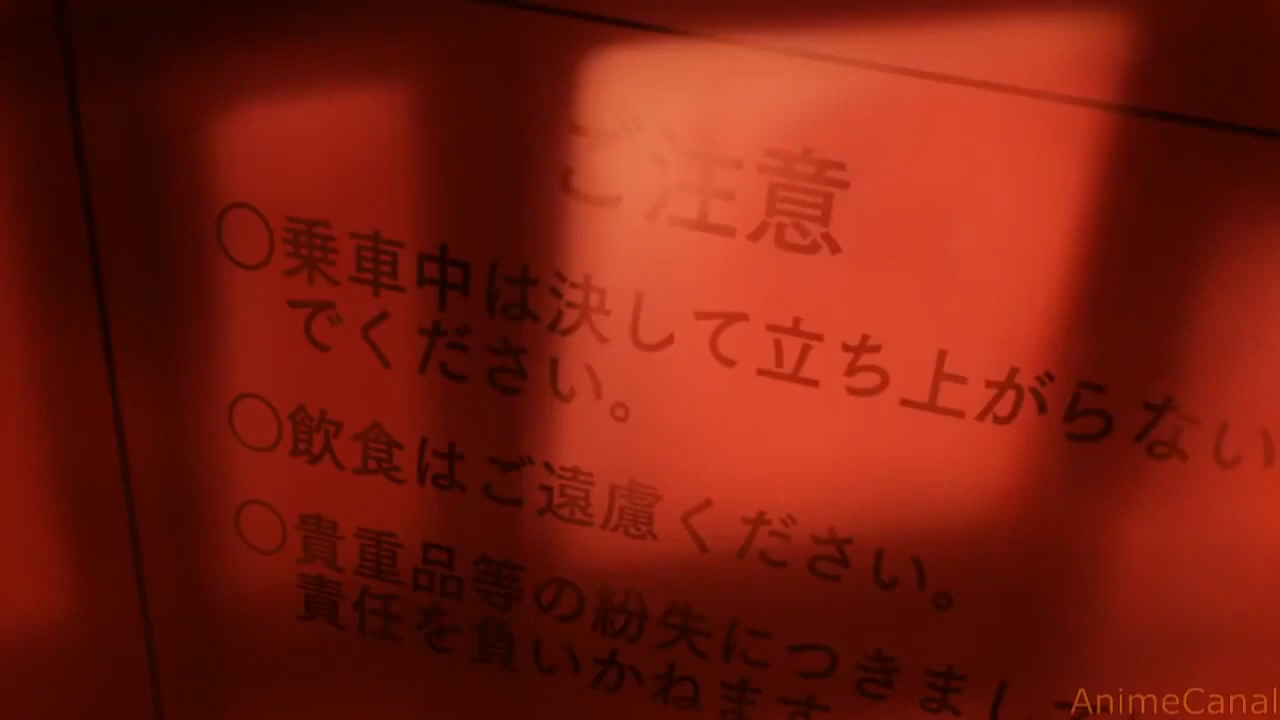 ご注意
○乗車中は決して立ち上がらない
でください。
○飲食はご遠慮ください。
○貴重品等の紛失につきまし
責任を負いかねます
AnimeCanal